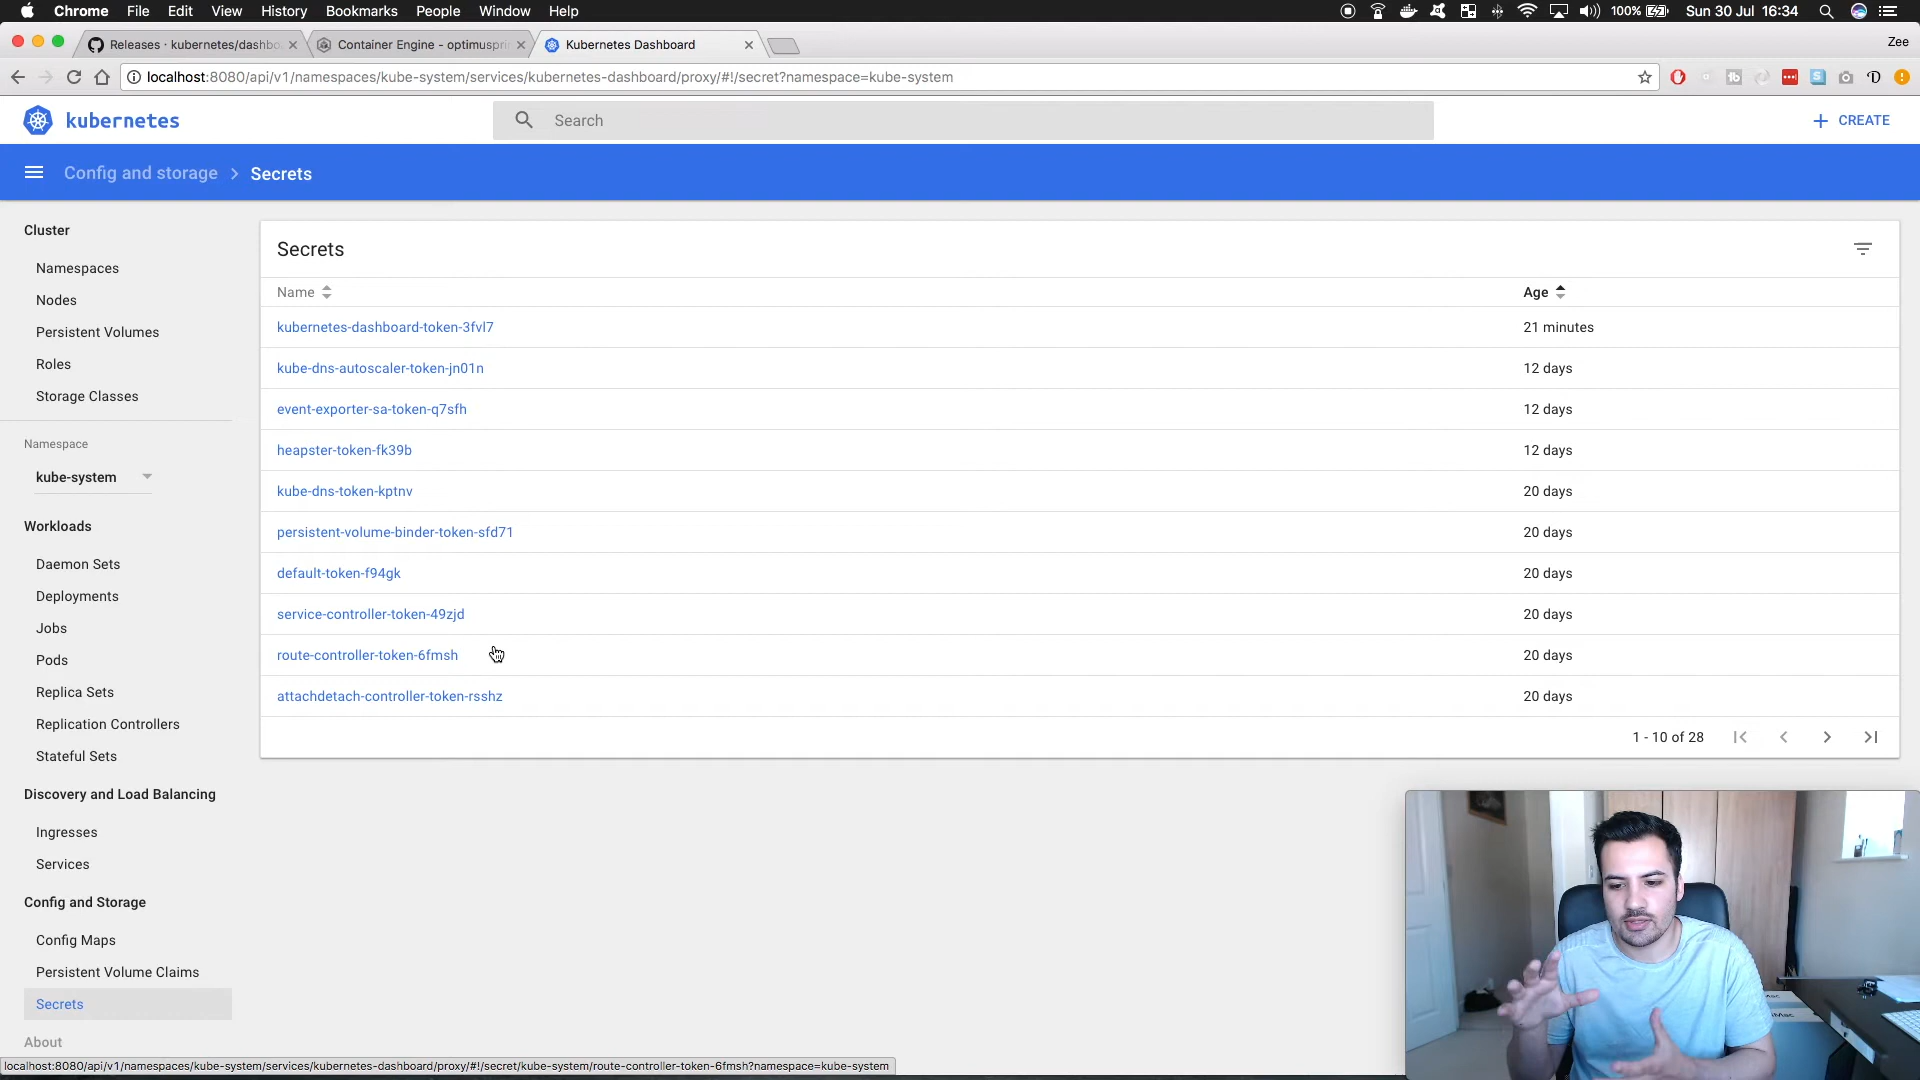 Chrome File Edit View History Bookmarks People Window Help 100% Sun 30 Jul 16:34
Releases · kubernetes/dashbo Container Engine - optimuspri Kubernetes Dashboard Zee
localhost:8080/api/v1/namespaces/kube-system/services/kubernetes-dashboard/proxy/#!/secret?namespace=kube-system
kubernetes Search + CREATE
Config and storage > Secrets
Cluster
Namespaces
Nodes
Persistent Volumes
Roles
Storage Classes
Namespace
kube-system
Workloads
Daemon Sets
Deployments
Jobs
Pods
Replica Sets
Replication Controllers
Stateful Sets
Discovery and Load Balancing
Ingresses
Services
Config and Storage
Config Maps
Persistent Volume Claims
Secrets
About
Secrets
Name Age
kubernetes-dashboard-token-3fvl7 21 minutes
kube-dns-autoscaler-token-jn01n 12 days
event-exporter-sa-token-q7sfh 12 days
heapster-token-fk39b 12 days
kube-dns-token-kptnv 20 days
persistent-volume-binder-token-sfd71 20 days
default-token-f94gk 20 days
service-controller-token-49zjd 20 days
route-controller-token-6fmsh 20 days
attachdetach-controller-token-rsshz 20 days
1 - 10 of 28
localhost:8080/api/v1/namespaces/kube-system/services/kubernetes-dashboard/proxy/#!/secret/kube-system/route-controller-token-6fmsh?namespace=kube-system